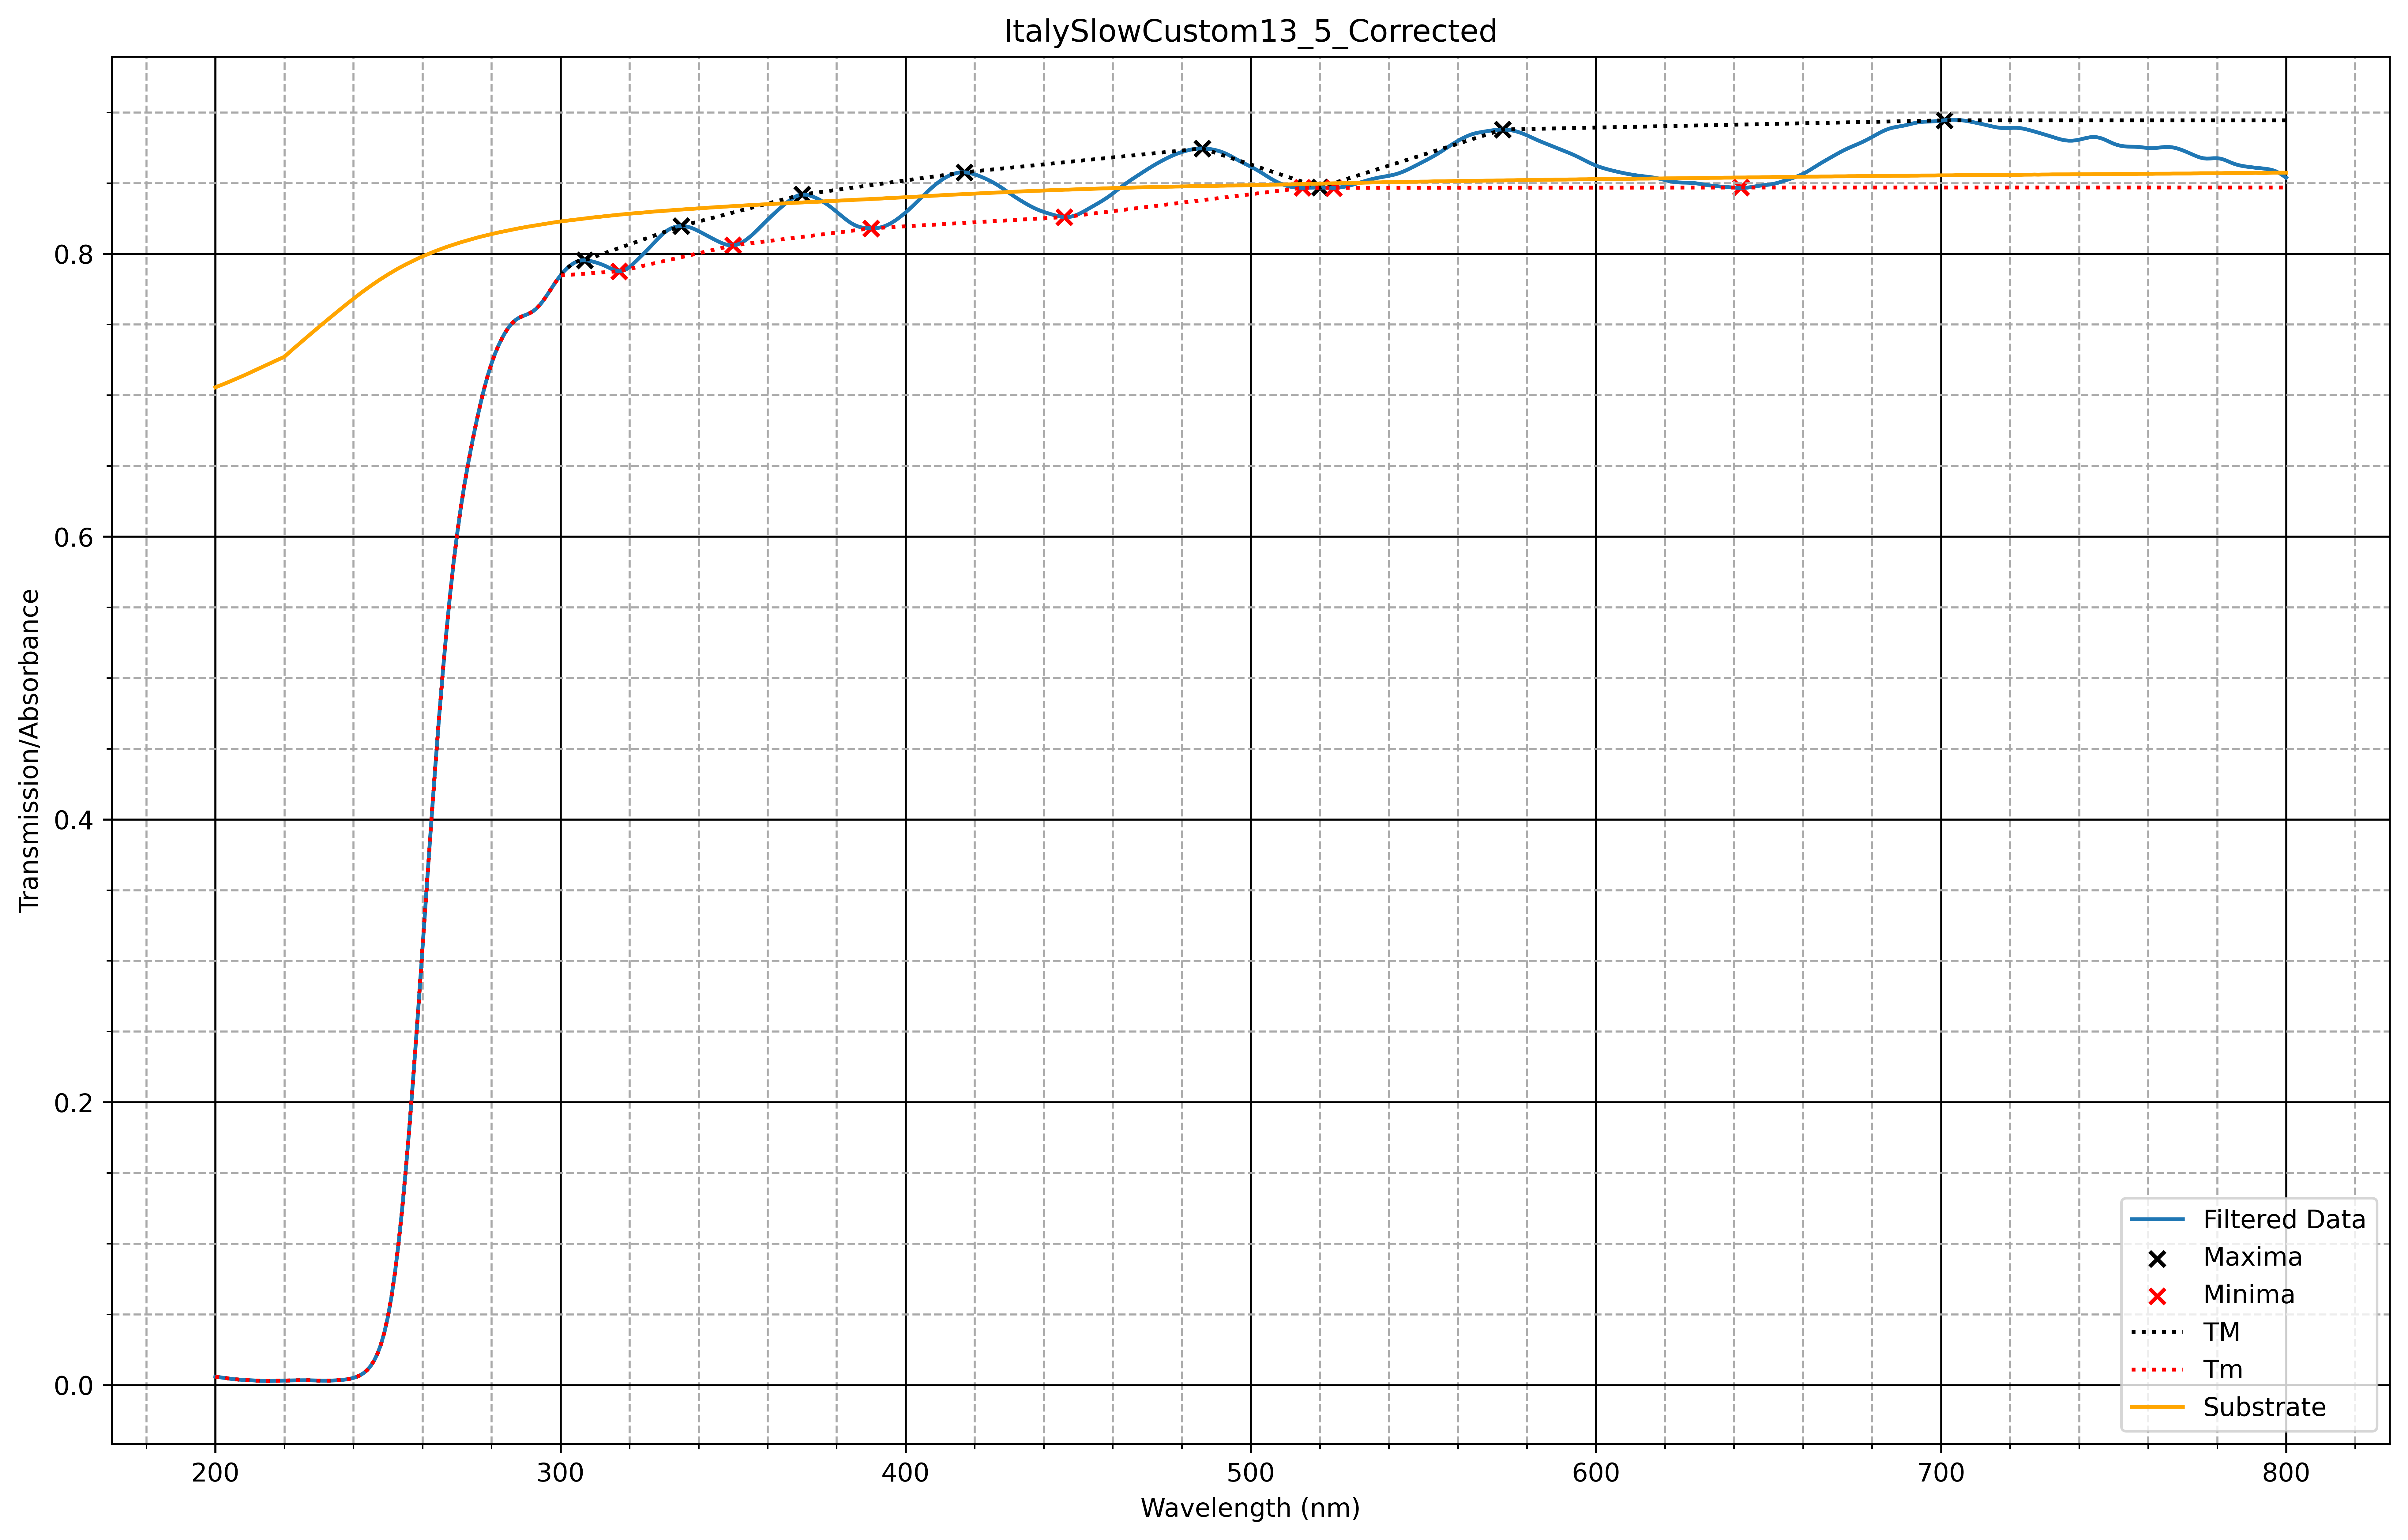 ItalySlowCustom13_5_Corrected
Transmission/Absorbance
0.8
0.6
0.4
0.2
0.0
200 300 400 500 600 700 800
Wavelength (nm)
Filtered Data
Maxima
Minima
TM
Tm
Substrate